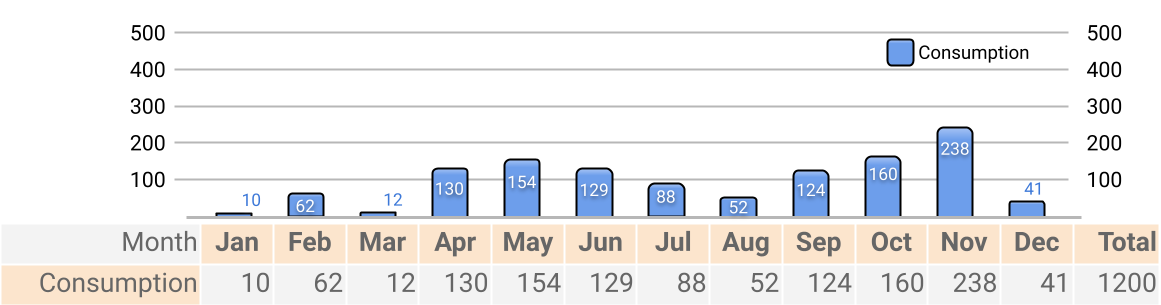 500 500
Consumption
400 400
300 300
200 200
100 100
10 62 12 130 154 129 88 52 124 160 238 41
Month Jan Feb Mar Apr May Jun Jul Aug Sep Oct Nov Dec Total
Consumption 10 62 12 130 154 129 88 52 124 160 238 41 1200